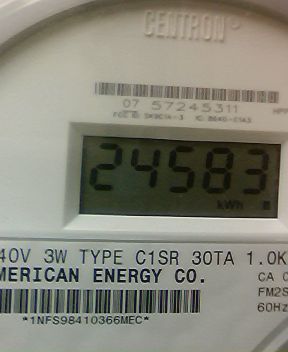 CENTRON®
07 57245311
24583
kWh
40V 3W TYPE C1SR 30TA 1.0K
MERICAN ENERGY CO.
CA 0
FM2S
60Hz
*1NFS98410366MEC*